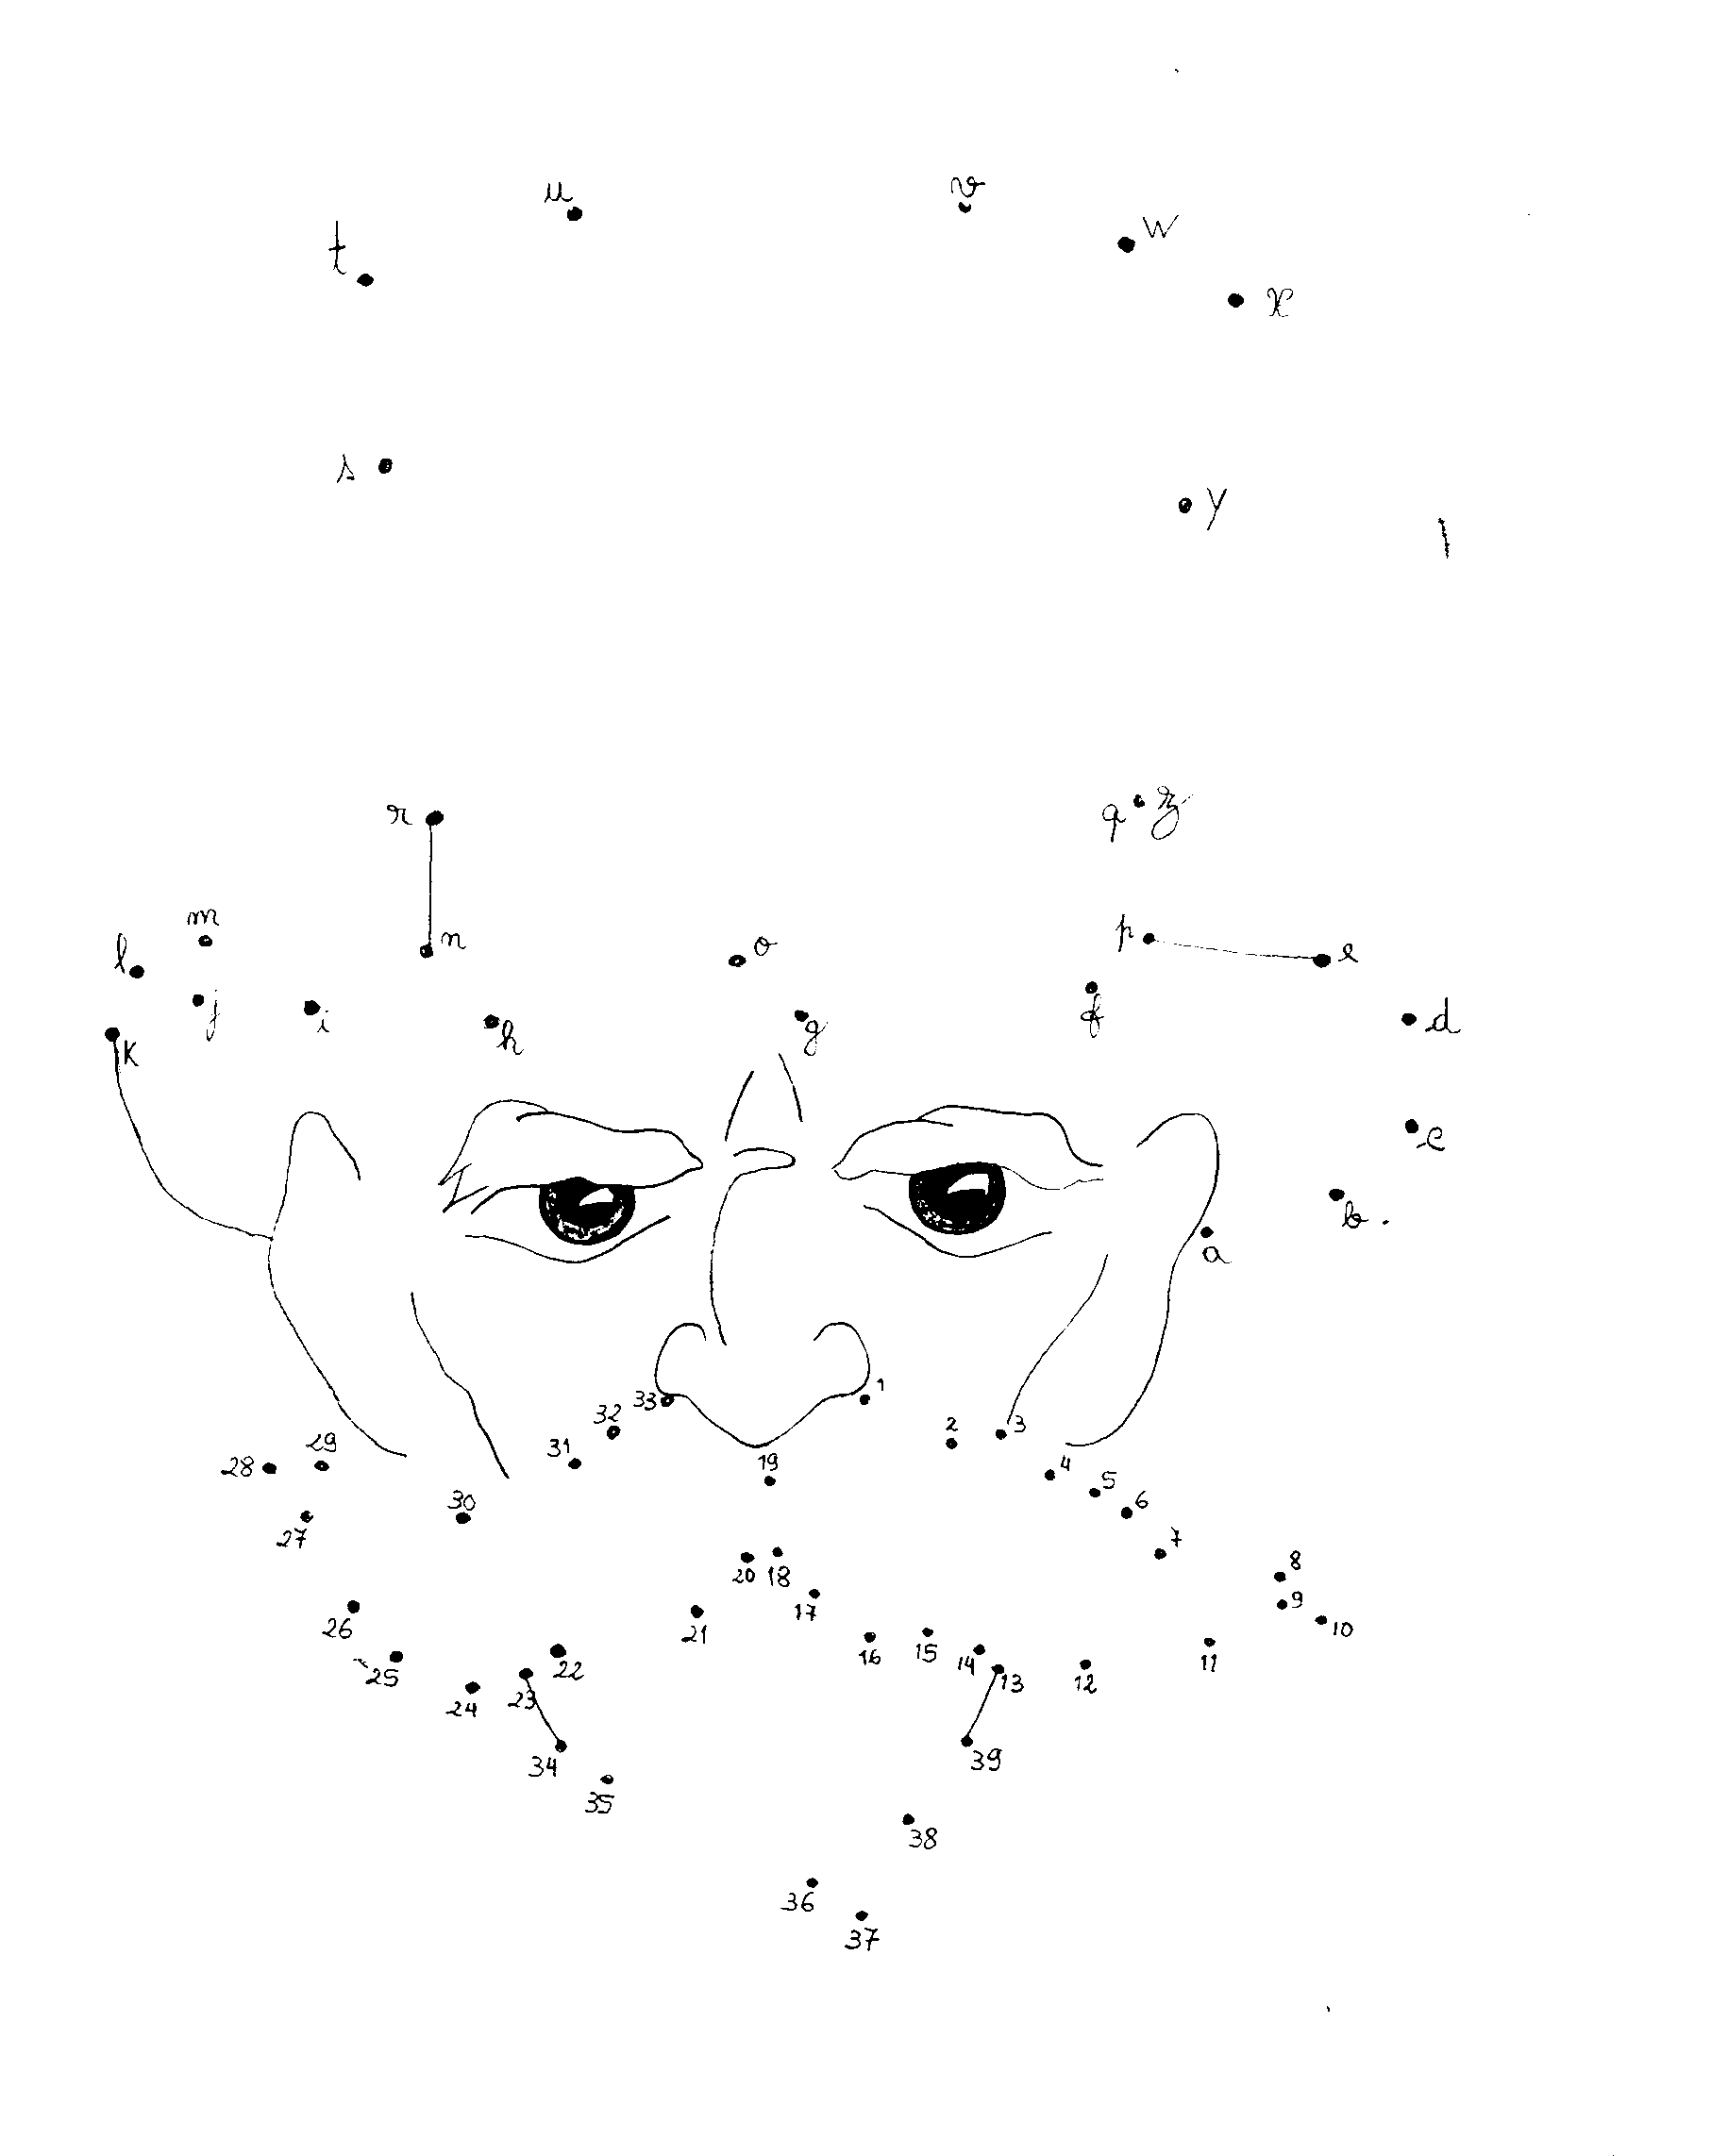 u v
t w
x
s y
r q z
m n o p e
l
j i h g f d
k
c
b
a
33 1
32 2 3
31 29 28 19 4
30 5 6
27 7
20 18 8
17 9
26 21 16 15 14 10
25 22 13 12 11
24 23
34 39
35
38
36
37